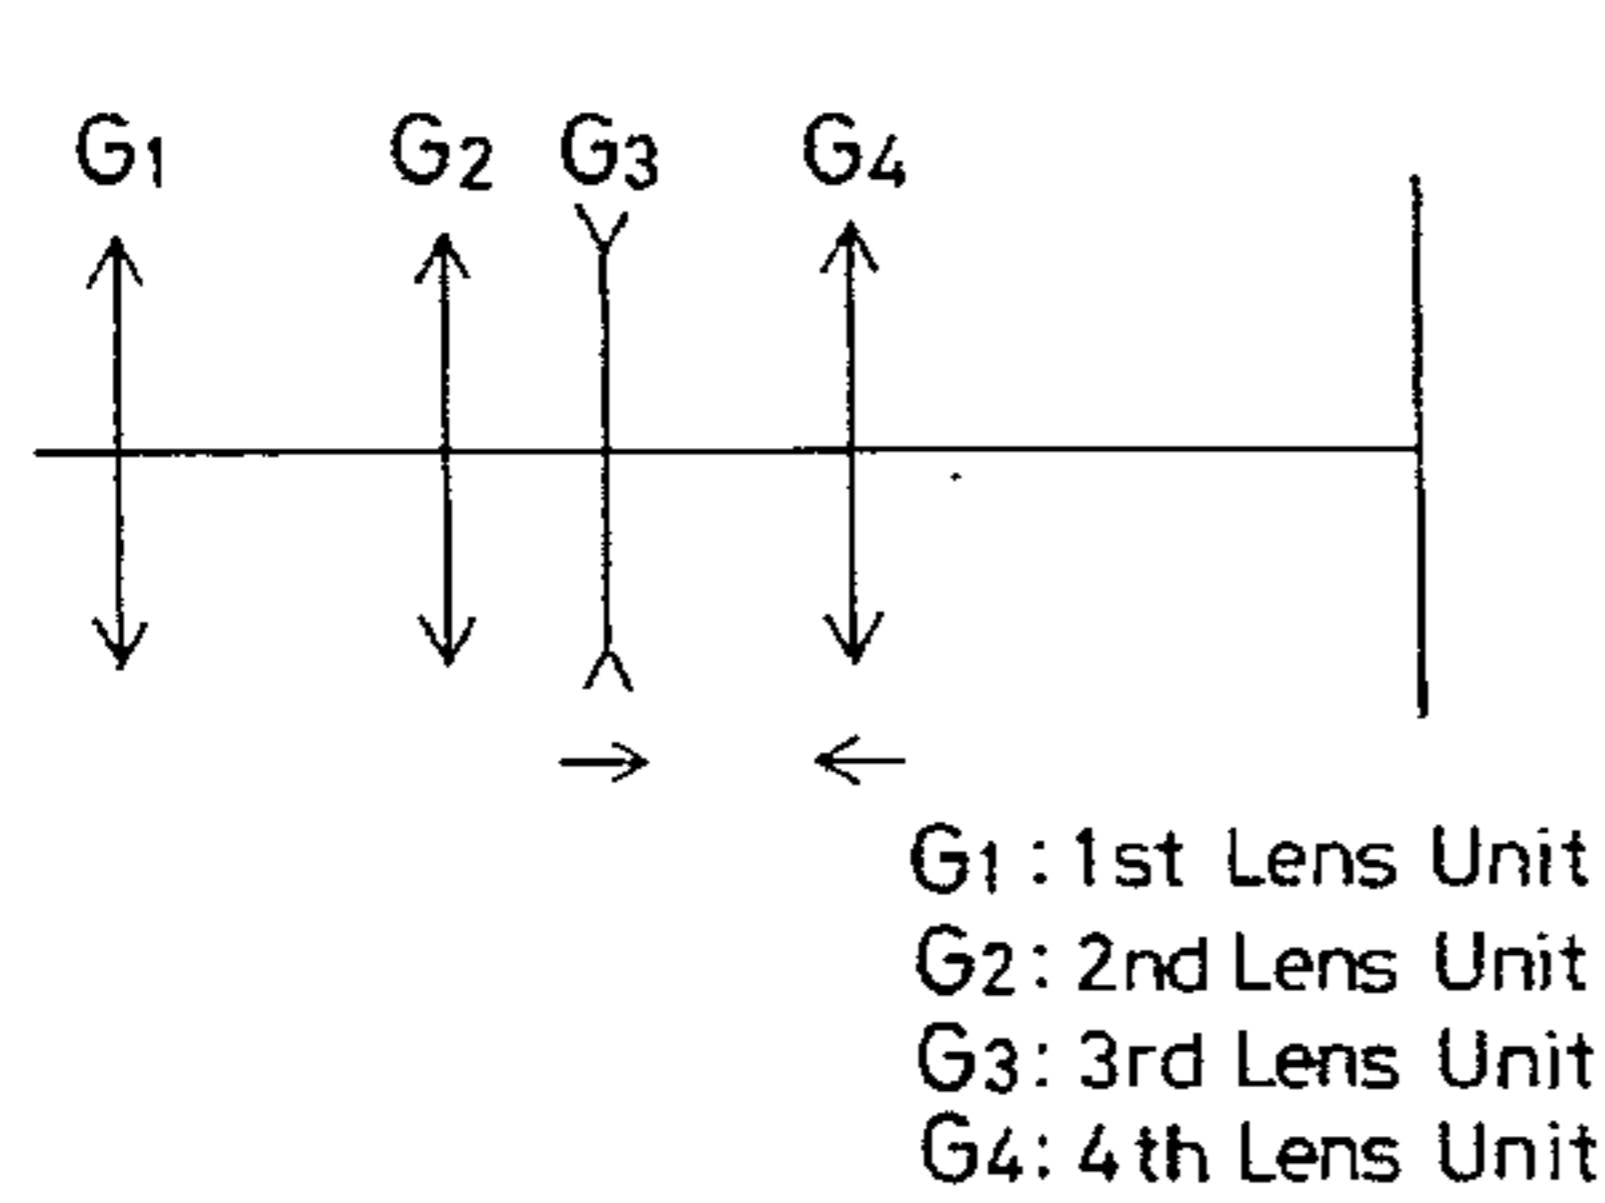 G1 G2 G3 G4
G1 : 1st Lens Unit
G2 : 2nd Lens Unit
G3 : 3rd Lens Unit
G4 : 4th Lens Unit